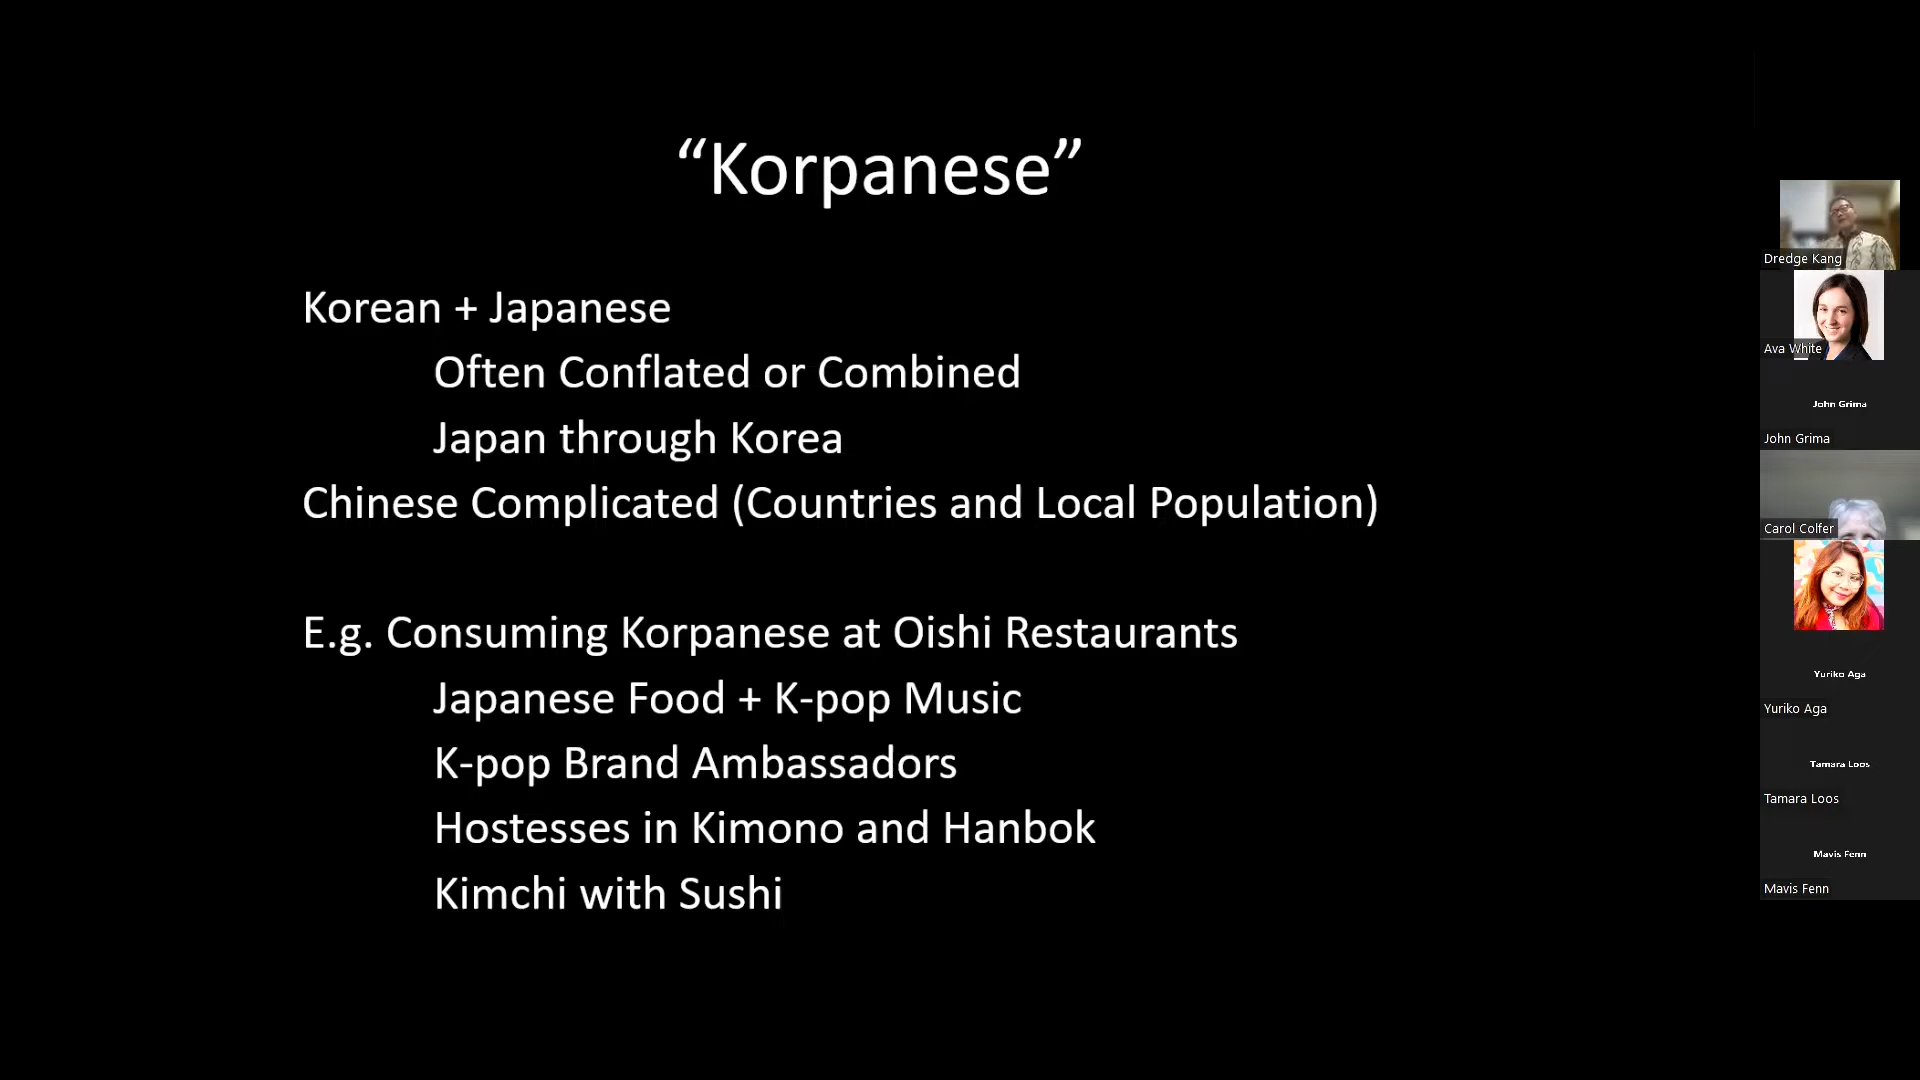 “Korpanese”
Korean + Japanese
Often Conflated or Combined
Japan through Korea
Chinese Complicated (Countries and Local Population)
E.g. Consuming Korpanese at Oishi Restaurants
Japanese Food + K-pop Music
K-pop Brand Ambassadors
Hostesses in Kimono and Hanbok
Kimchi with Sushi
Dredge Kang
Ava White
John Grima
John Grima
Carol Colfer
Yuriko Aga
Yuriko Aga
Tamara Loos
Tamara Loos
Mavis Fenn
Mavis Fenn